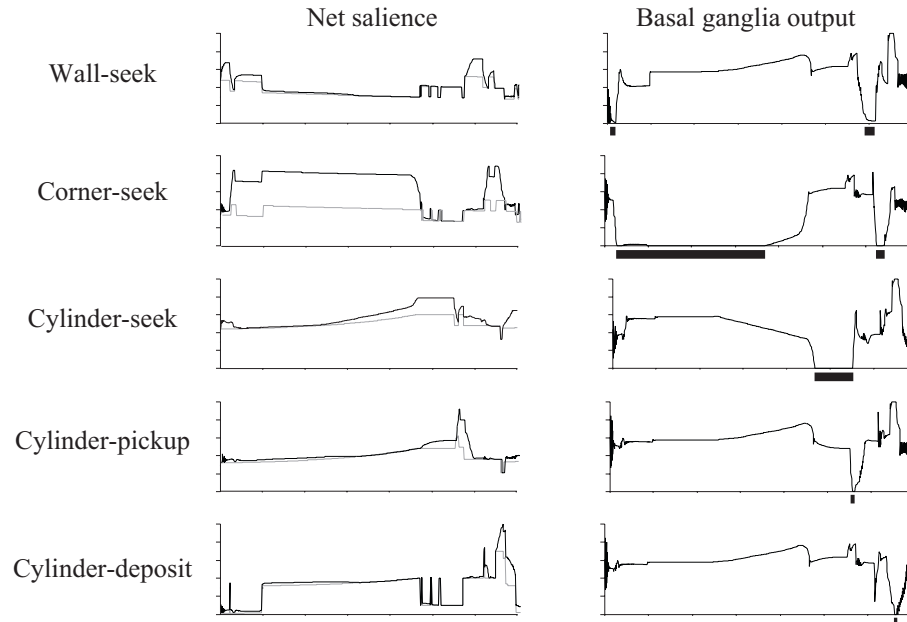 Net salience
Basal ganglia output
Wall-seek
Corner-seek
Cylinder-seek
Cylinder-pickup
Cylinder-deposit